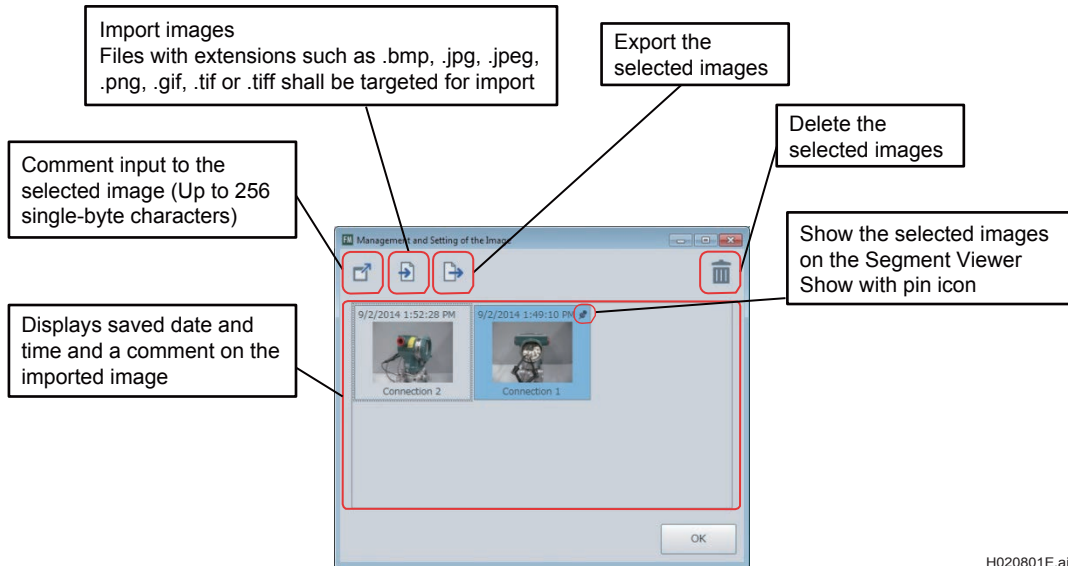 Import images
Files with extensions such as .bmp, .jpg, .jpeg,
.png, .gif, .tif or .tiff shall be targeted for import
Export the
selected images
Delete the
selected images
Comment input to the
selected image (Up to 256
single-byte characters)
Show the selected images
on the Segment Viewer
Show with pin icon
Displays saved date and
time and a comment on the
imported image
FM Management and Setting of the Image
9/2/2014 1:52:28 PM
9/2/2014 1:49:10 PM
Connection 2
Connection 1
OK
H020801E.ai